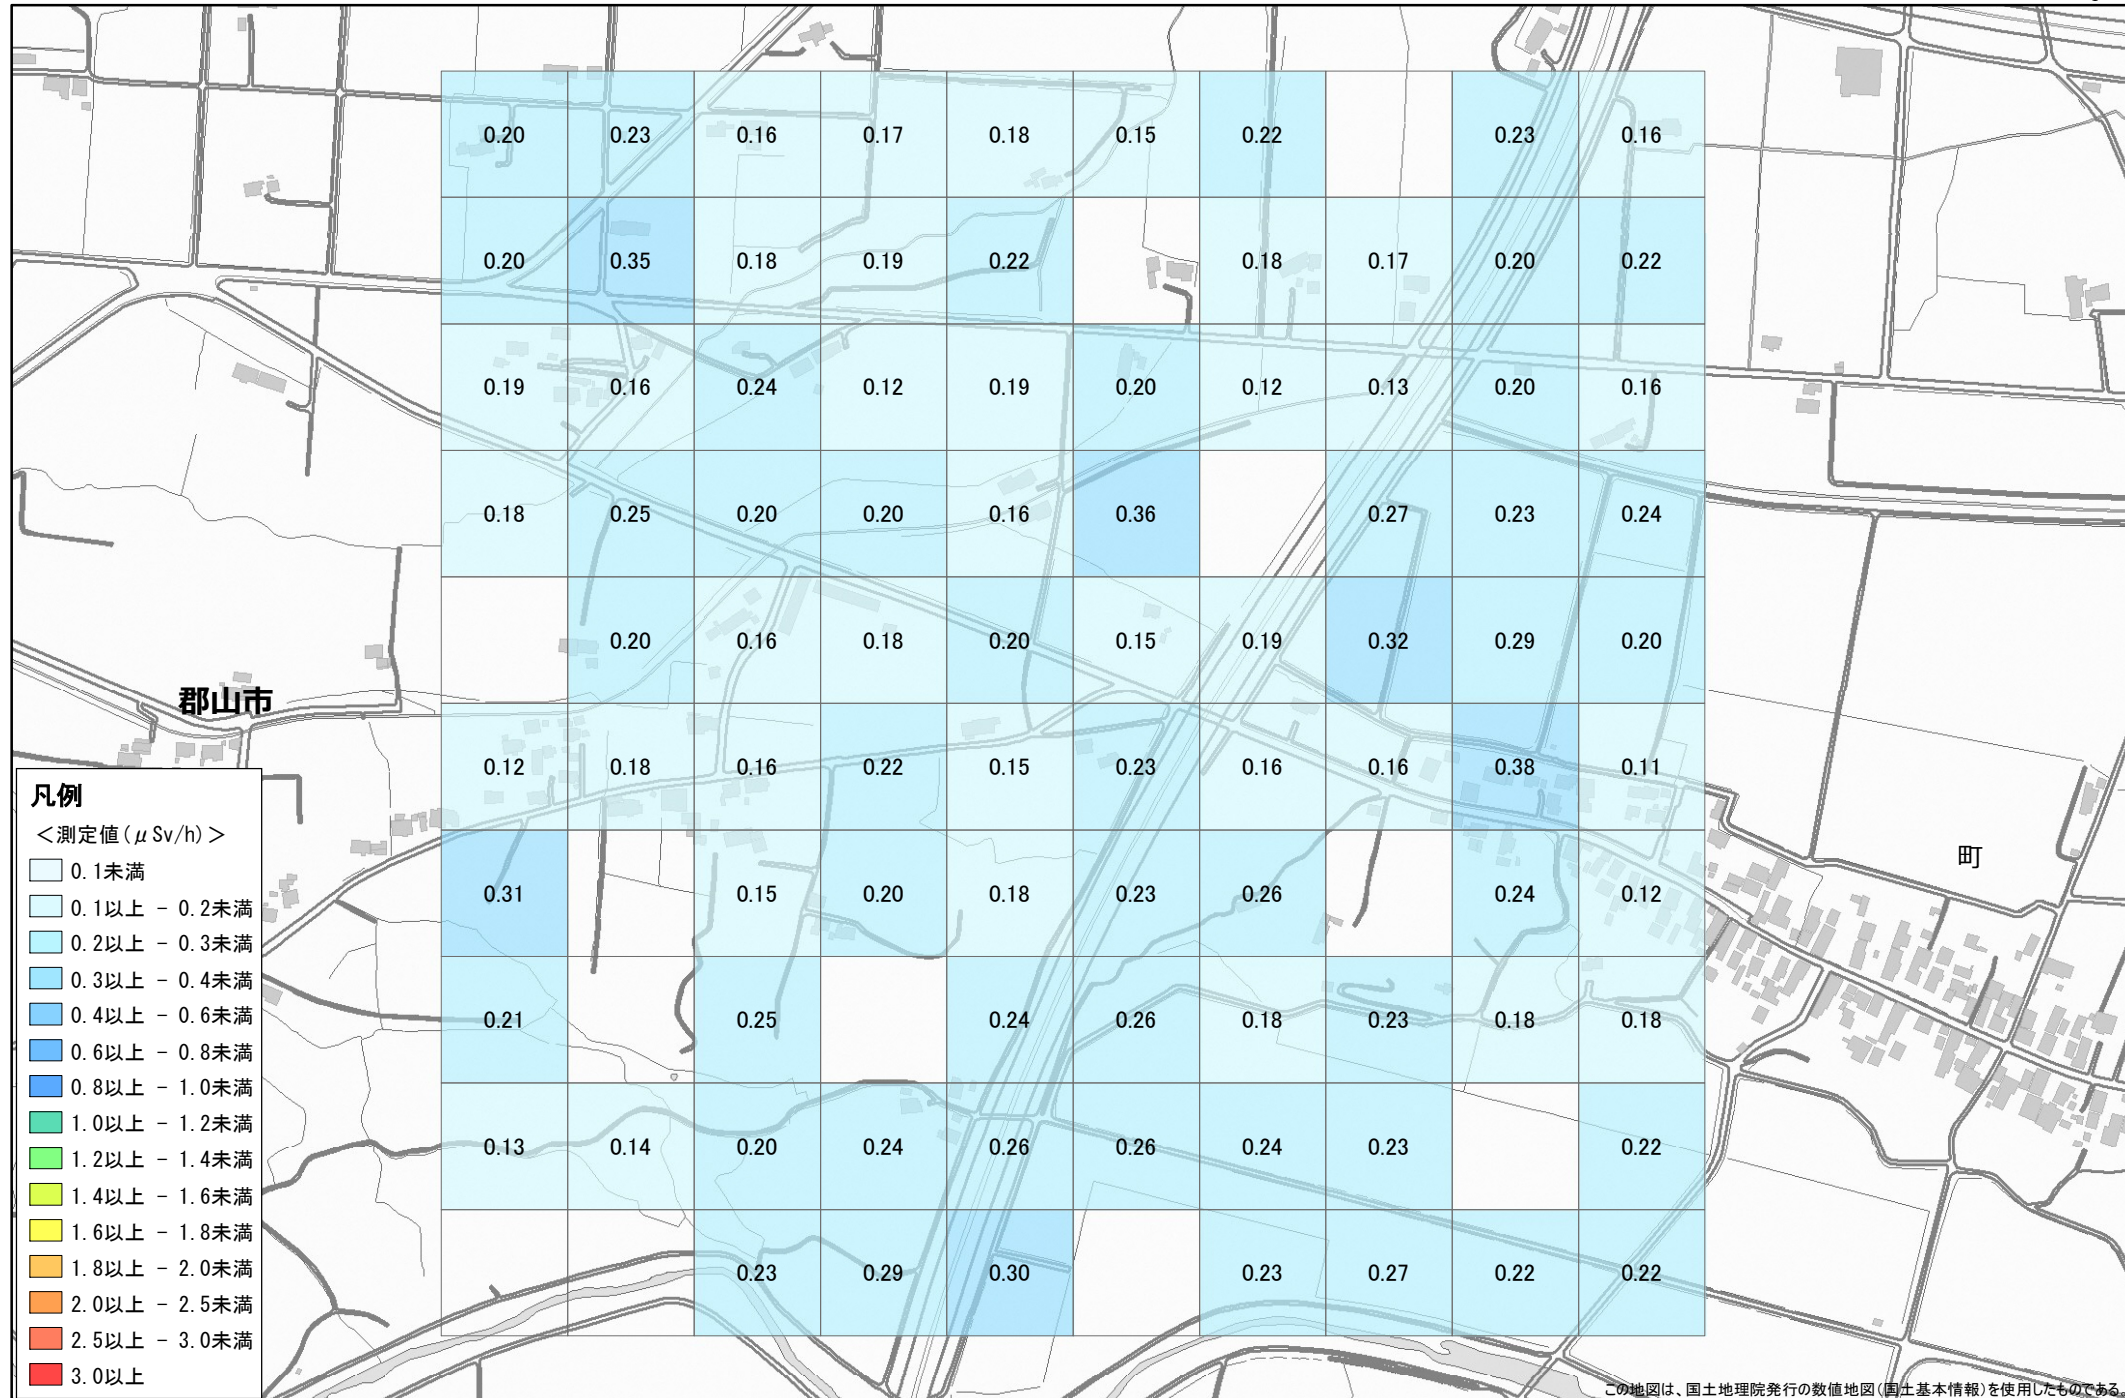 0.20 0.23 0.16 0.17 0.18 0.15 0.22 0.23 0.16
0.20 0.35 0.18 0.19 0.22 0.18 0.17 0.20 0.22
0.19 0.16 0.24 0.12 0.19 0.20 0.12 0.13 0.20 0.16
0.18 0.25 0.20 0.20 0.16 0.36 0.27 0.23 0.24
0.20 0.16 0.18 0.20 0.15 0.19 0.32 0.29 0.20
郡山市
0.12 0.18 0.16 0.22 0.15 0.23 0.16 0.16 0.38 0.11
町
0.31 0.15 0.20 0.18 0.23 0.26 0.24 0.12
0.21 0.25 0.24 0.26 0.18 0.23 0.18 0.18
0.13 0.14 0.20 0.24 0.26 0.26 0.24 0.23 0.22
0.23 0.29 0.30 0.23 0.27 0.22 0.22
凡例
＜測定値(μSv/h)＞
0.1未満
0.1以上 - 0.2未満
0.2以上 - 0.3未満
0.3以上 - 0.4未満
0.4以上 - 0.6未満
0.6以上 - 0.8未満
0.8以上 - 1.0未満
1.0以上 - 1.2未満
1.2以上 - 1.4未満
1.4以上 - 1.6未満
1.6以上 - 1.8未満
1.8以上 - 2.0未満
2.0以上 - 2.5未満
2.5以上 - 3.0未満
3.0以上
この地図は、国土地理院発行の数値地図(国土基本情報)を使用したものである